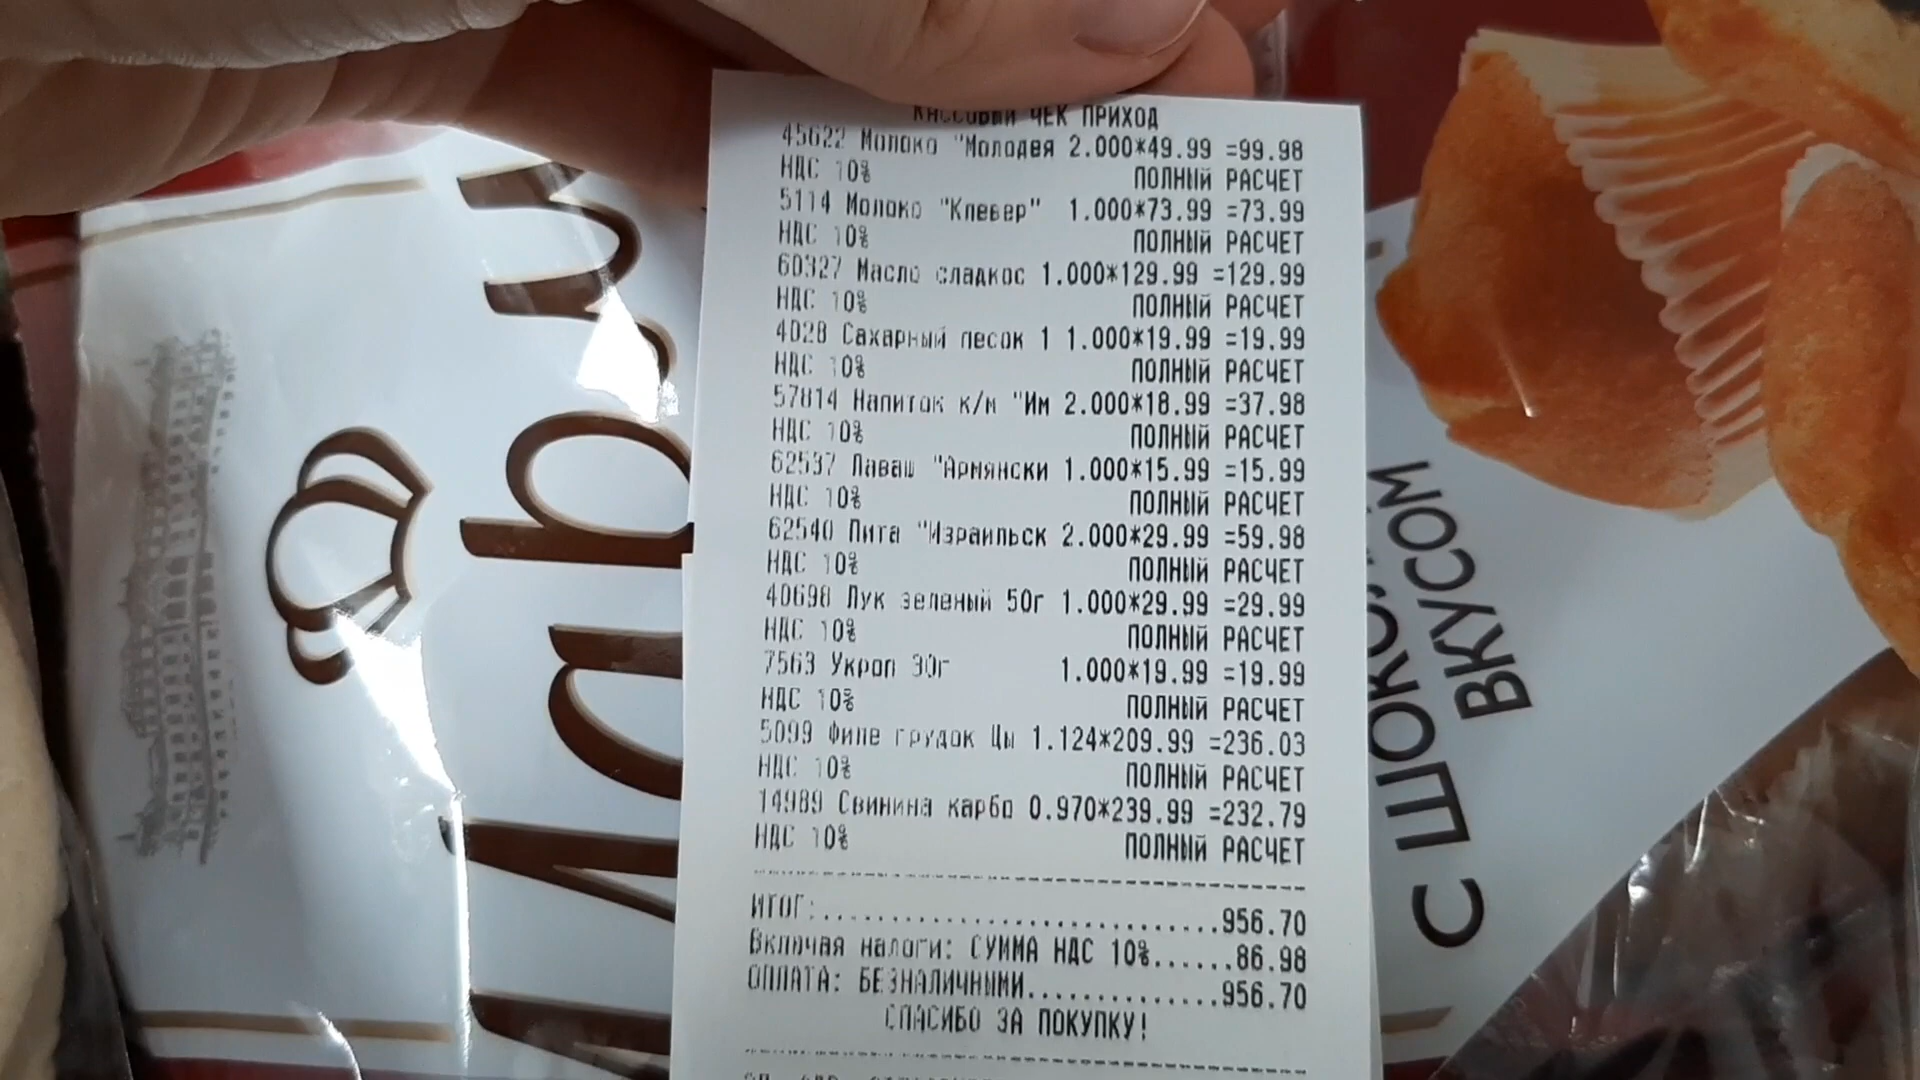 КАССОВЫЙ ЧЕК ПРИХОД
45622 Молоко "Молодея 2.000*49.99 =99.98
НДС 10% ПОЛНЫЙ РАСЧЕТ
5114 Молоко "Клевер" 1.000*73.99 =73.99
НДС 10% ПОЛНЫЙ РАСЧЕТ
60327 Масло сладкос 1.000*129.99 =129.99
НДС 10% ПОЛНЫЙ РАСЧЕТ
4028 Сахарный песок 1 1.000*19.99 =19.99
НДС 10% ПОЛНЫЙ РАСЧЕТ
57814 Напиток к/м "Им 2.000*18.99 =37.98
НДС 10% ПОЛНЫЙ РАСЧЕТ
62537 Лаваш "Армянски 1.000*15.99 =15.99
НДС 10% ПОЛНЫЙ РАСЧЕТ
62540 Пита "Израильск 2.000*29.99 =59.98
НДС 10% ПОЛНЫЙ РАСЧЕТ
40698 Лук зеленый 50г 1.000*29.99 =29.99
НДС 10% ПОЛНЫЙ РАСЧЕТ
7563 Укроп 30г 1.000*19.99 =19.99
НДС 10% ПОЛНЫЙ РАСЧЕТ
5099 Филе грудок Цы 1.124*209.99 =236.03
НДС 10% ПОЛНЫЙ РАСЧЕТ
14989 Свинина карбо 0.970*239.99 =232.79
НДС 10% ПОЛНЫЙ РАСЧЕТ
ИТОГ:..............................956.70
Включая налоги: СУММА НДС 10%......86.98
ОПЛАТА: БЕЗНАЛИЧНЫМИ..............956.70
СПАСИБО ЗА ПОКУПКУ!
ВКУСОМ